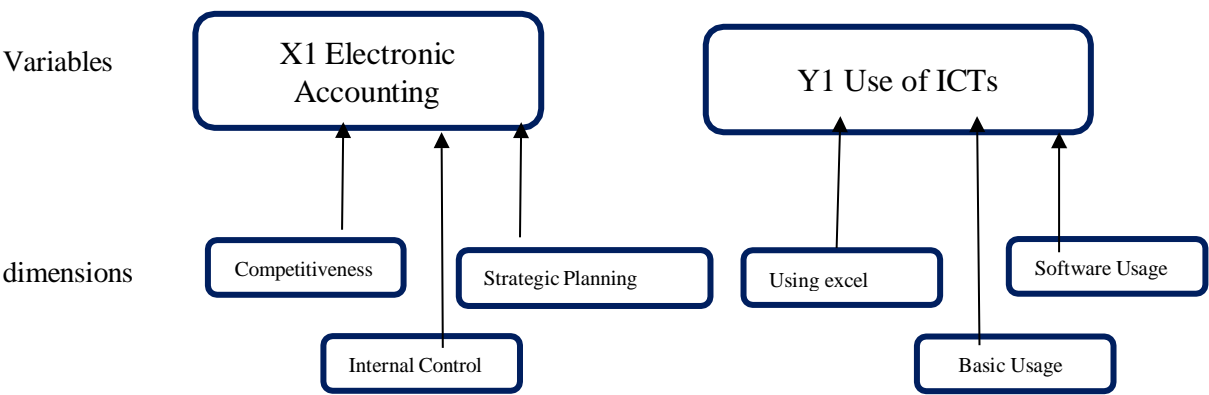 Variables
X1 Electronic
Accounting
Y1 Use of ICTs
dimensions
Competitiveness
Strategic Planning
Using excel
Software Usage
Internal Control
Basic Usage